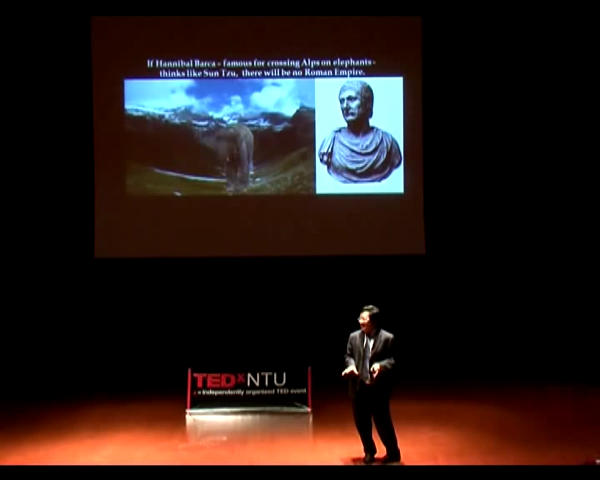 If Hannibal Barca - famous for crossing Alps on elephants -
thinks like Sun Tzu, there will be no Roman Empire.
TEDxNTU
x = independently organized TED event